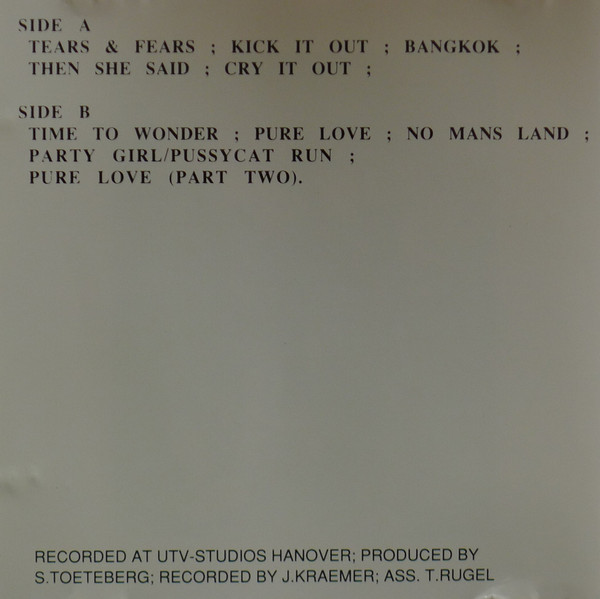 SIDE A
TEARS & FEARS ; KICK IT OUT ; BANGKOK ;
THEN SHE SAID ; CRY IT OUT ;
SIDE B
TIME TO WONDER ; PURE LOVE ; NO MANS LAND ;
PARTY GIRL/PUSSYCAT RUN ;
PURE LOVE (PART TWO).
RECORDED AT UTV-STUDIOS HANOVER; PRODUCED BY
S.TOETEBERG; RECORDED BY J.KRAEMER; ASS. T.RUGEL